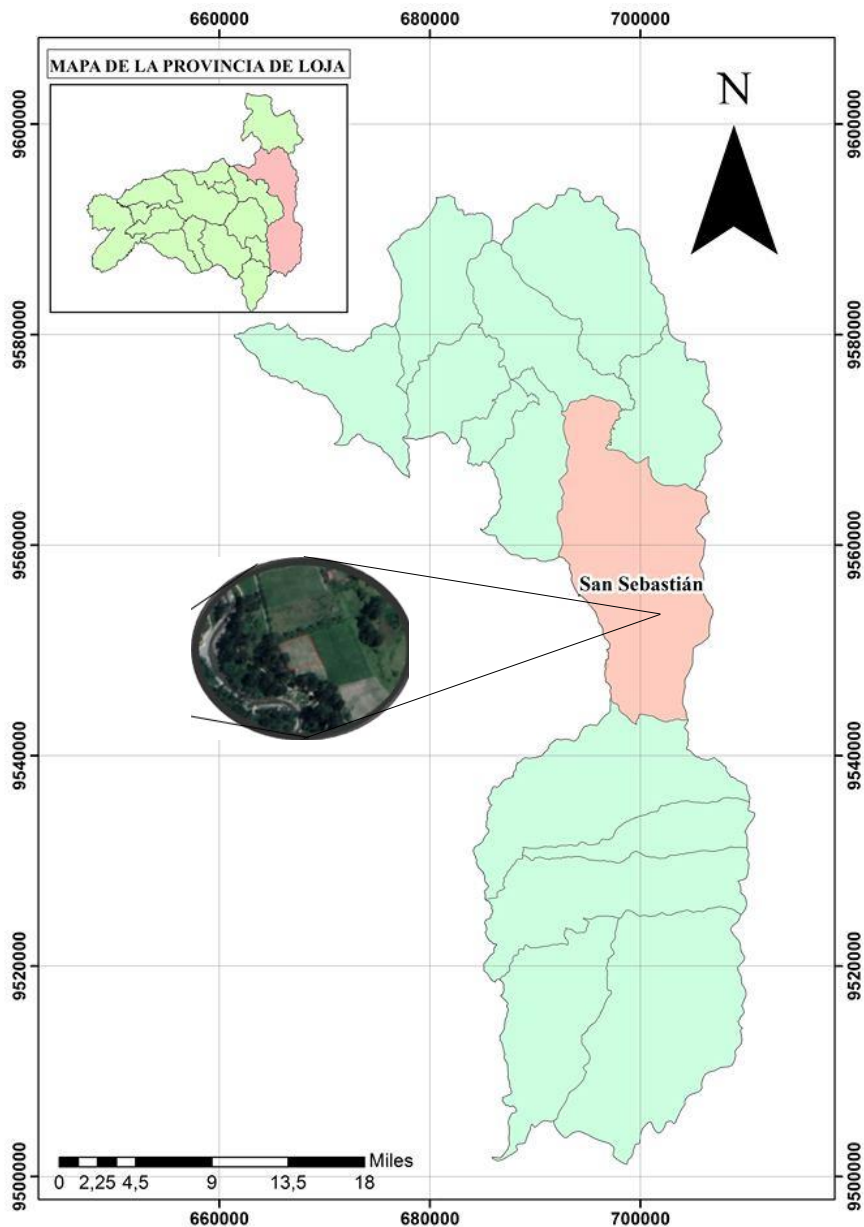 660000 680000 700000
MAPA DE LA PROVINCIA DE LOJA
N
9600000 9600000
9580000 9580000
9560000 9560000
San Sebastián
9540000 9540000
9520000 9520000
9500000 9500000
Miles
0 2,25 4,5 9 13,5 18
660000 680000 700000